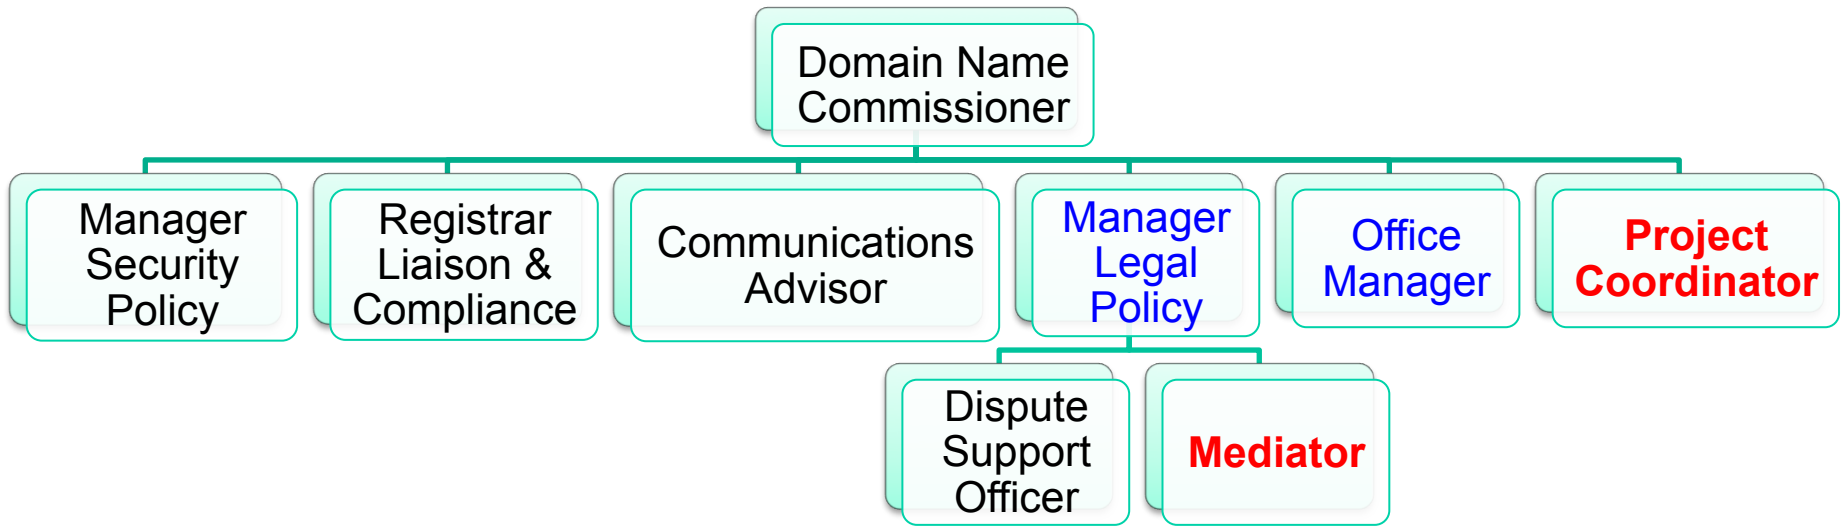 Domain Name
Commissioner
Manager
Security
Policy
Registrar
Liaison &
Compliance
Communications
Advisor
Manager
Legal
Policy
Office
Manager
Project
Coordinator
Dispute
Support
Officer
Mediator